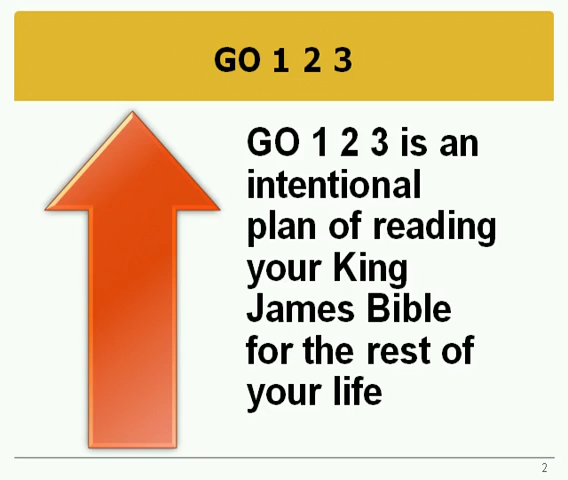 GO 1 2 3
GO 1 2 3 is an
intentional
plan of reading
your King
James Bible
for the rest of
your life
2